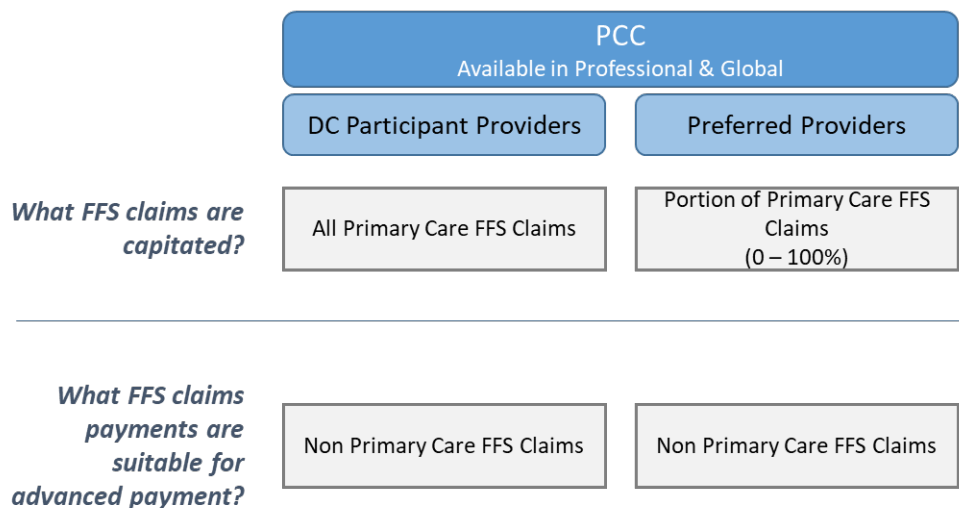 PCC
Available in Professional & Global
DC Participant Providers
Preferred Providers
What FFS claims are
capitated?
All Primary Care FFS Claims
Portion of Primary Care FFS
Claims
(0 – 100%)
What FFS claims
payments are
suitable for
advanced payment?
Non Primary Care FFS Claims
Non Primary Care FFS Claims